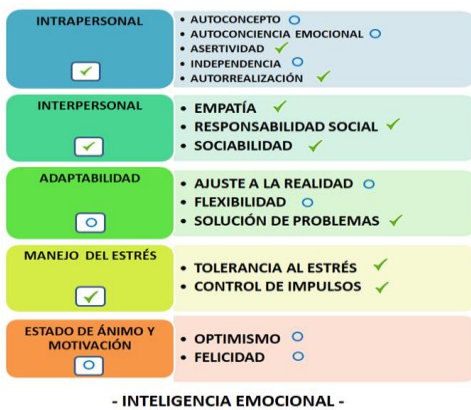 INTRAPERSONAL
• AUTOCONCEPTO
• AUTOCONCIENCIA EMOCIONAL
• ASERTIVIDAD
• INDEPENDENCIA
• AUTORREALIZACIÓN
INTERPERSONAL
• EMPATÍA
• RESPONSABILIDAD SOCIAL
• SOCIABILIDAD
ADAPTABILIDAD
• AJUSTE A LA REALIDAD
• FLEXIBILIDAD
• SOLUCIÓN DE PROBLEMAS
MANEJO DEL ESTRÉS
• TOLERANCIA AL ESTRÉS
• CONTROL DE IMPULSOS
ESTADO DE ÁNIMO Y
MOTIVACIÓN
• OPTIMISMO
• FELICIDAD
- INTELIGENCIA EMOCIONAL -